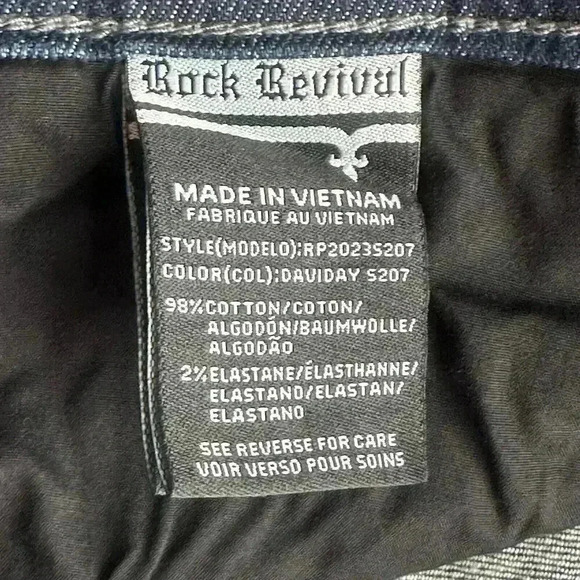 Rock Revival
MADE IN VIETNAM
FABRIQUE AU VIETNAM
STYLE(MODELO):RP2023S207
COLOR(COL):DAVIDAY S207
98%COTTON/COTON/
ALGODÓN/BAUMWOLLE/
ALGODÃO
2%ELASTANE/ÉLASTHANNE/
ELASTANO/ELASTAN/
ELASTANO
SEE REVERSE FOR CARE
VOIR VERSO POUR SOINS